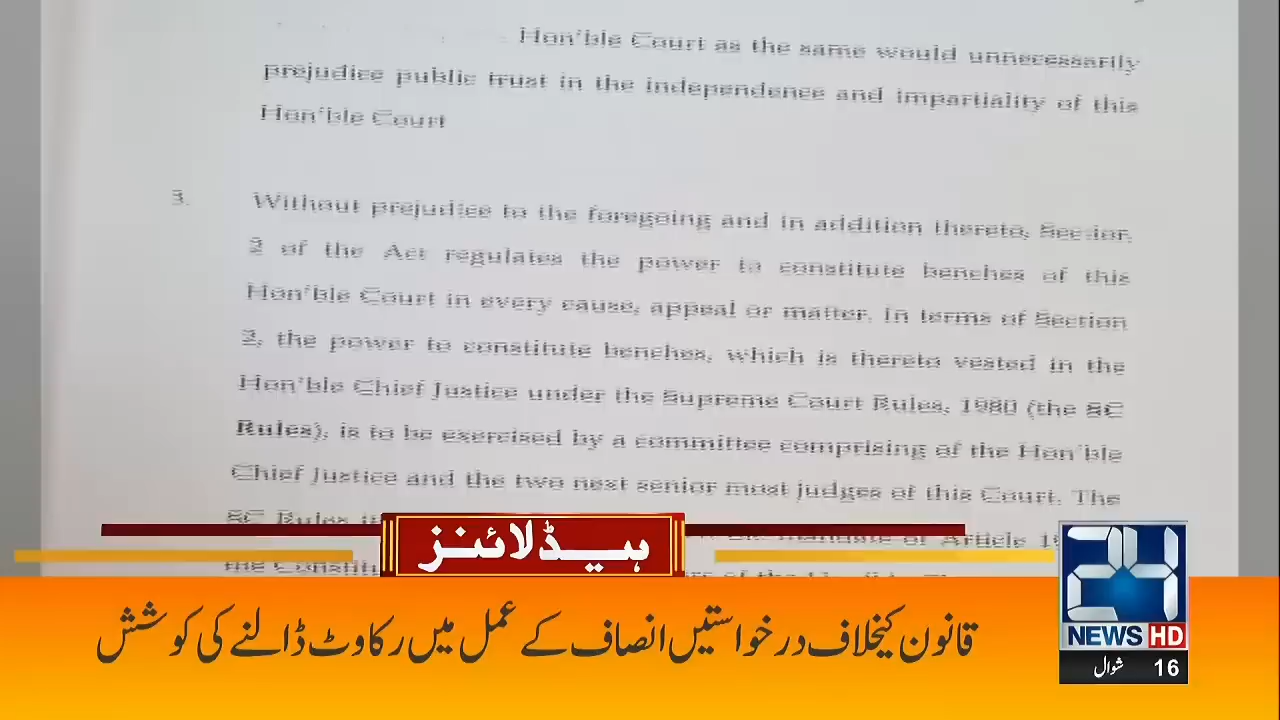 Hon'ble Court as the same would unnecessarily
prejudice public trust in the independence and impartiality of this
Hon'ble Court
3. Without prejudice to the foregoing and in addition thereto, Section
2 of the Act regulates the power to constitute benches of this
Hon'ble Court in every cause, appeal or matter. In terms of Section
2, the power to constitute benches, which is thereto vested in the
Hon'ble Chief Justice under the Supreme Court Rules, 1980 (the SC
Rules), is to be exercised by a committee comprising of the Hon'ble
Chief Justice and the two next senior most judges of this Court. The
SC Rules mandate of Article
the
ہیڈلائنز
قانون کیخلاف درخواستیں انصاف کے عمل میں رکاوٹ ڈالنے کی کوشش
24
NEWS HD
16 شوال